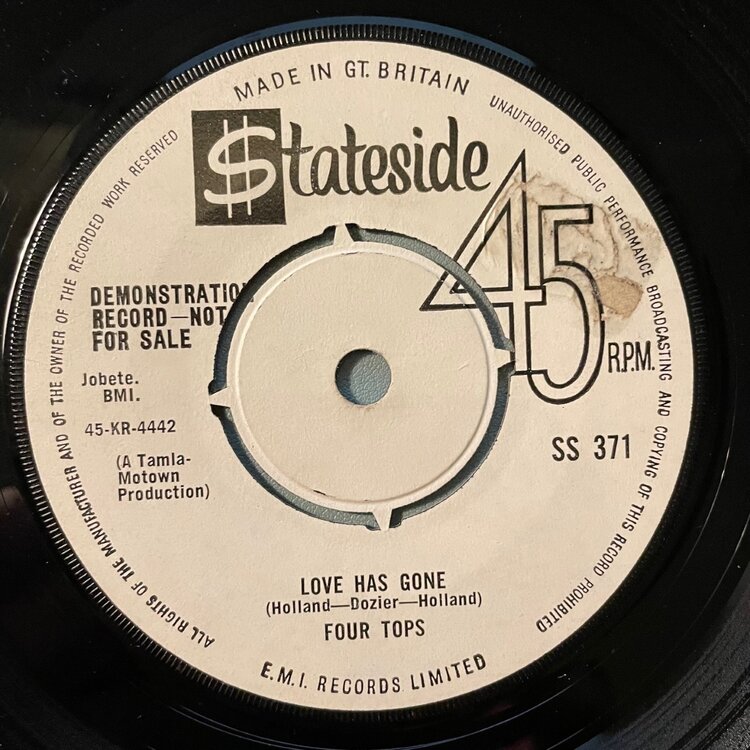 MADE IN GT. BRITAIN
UNAUTHORISED PUBLIC PERFORMANCE BROADCASTING AND COPYING OF THIS RECORD PROHIBITED
ALL RIGHTS OF THE MANUFACTURER AND OF THE OWNER OF THE RECORDED WORK RESERVED
$tateside
45
R.P.M.
DEMONSTRATION
RECORD—NOT
FOR SALE
Jobete.
BMI.
45-KR-4442
SS 371
(A Tamla-
Motown
Production)
LOVE HAS GONE
(Holland—Dozier—Holland)
FOUR TOPS
E.M.I. RECORDS LIMITED